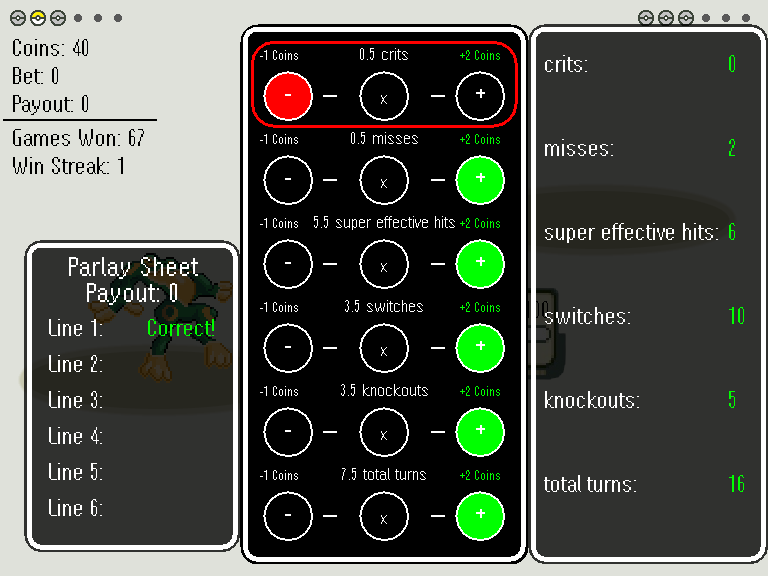 Coins: 40
Bet: 0
Payout: 0
Games Won: 67
Win Streak: 1
Parlay Sheet
Payout: 0
Line 1: Correct!
Line 2:
Line 3:
Line 4:
Line 5:
Line 6:
-1 Coins 0.5 crits +2 Coins
- x +
-1 Coins 0.5 misses +2 Coins
- x +
-1 Coins 5.5 super effective hits +2 Coins
- x +
-1 Coins 3.5 switches +2 Coins
- x +
-1 Coins 3.5 knockouts +2 Coins
- x +
-1 Coins 7.5 total turns +2 Coins
- x +
crits: 0
misses: 2
super effective hits: 6
switches: 10
knockouts: 5
total turns: 16